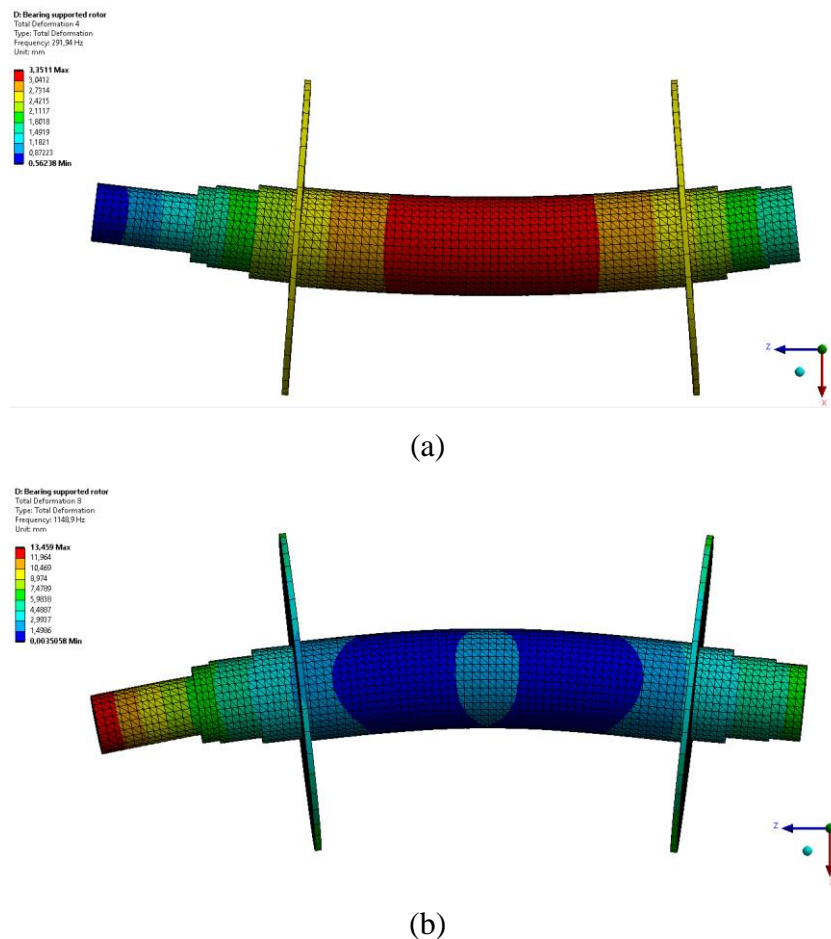 D: Bearing supported rotor
Total Deformation 4
Type: Total Deformation
Frequency: 291,94 Hz
Unit: mm
3,3511 Max
3,0412
2,7314
2,4215
2,1117
1,8018
1,4919
1,1821
0,87223
0,56238 Min
Z
X
(a)
D: Bearing supported rotor
Total Deformation 8
Type: Total Deformation
Frequency: 1148,9 Hz
Unit: mm
13,459 Max
11,964
10,469
8,974
7,4789
5,9838
4,4887
2,9937
1,4986
0,0035058 Min
Z
(b)